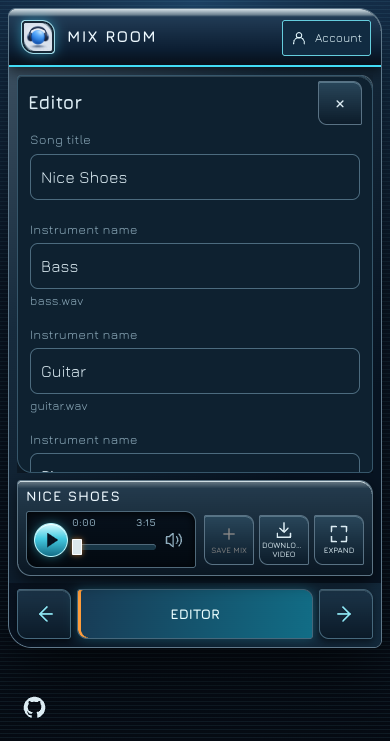 MIX ROOM
Account
Editor
×
Song title
Nice Shoes
Instrument name
Bass
bass.wav
Instrument name
Guitar
guitar.wav
Instrument name
NICE SHOES
0:00 3:15
SAVE MIX
DOWNLO...
VIDEO
EXPAND
EDITOR